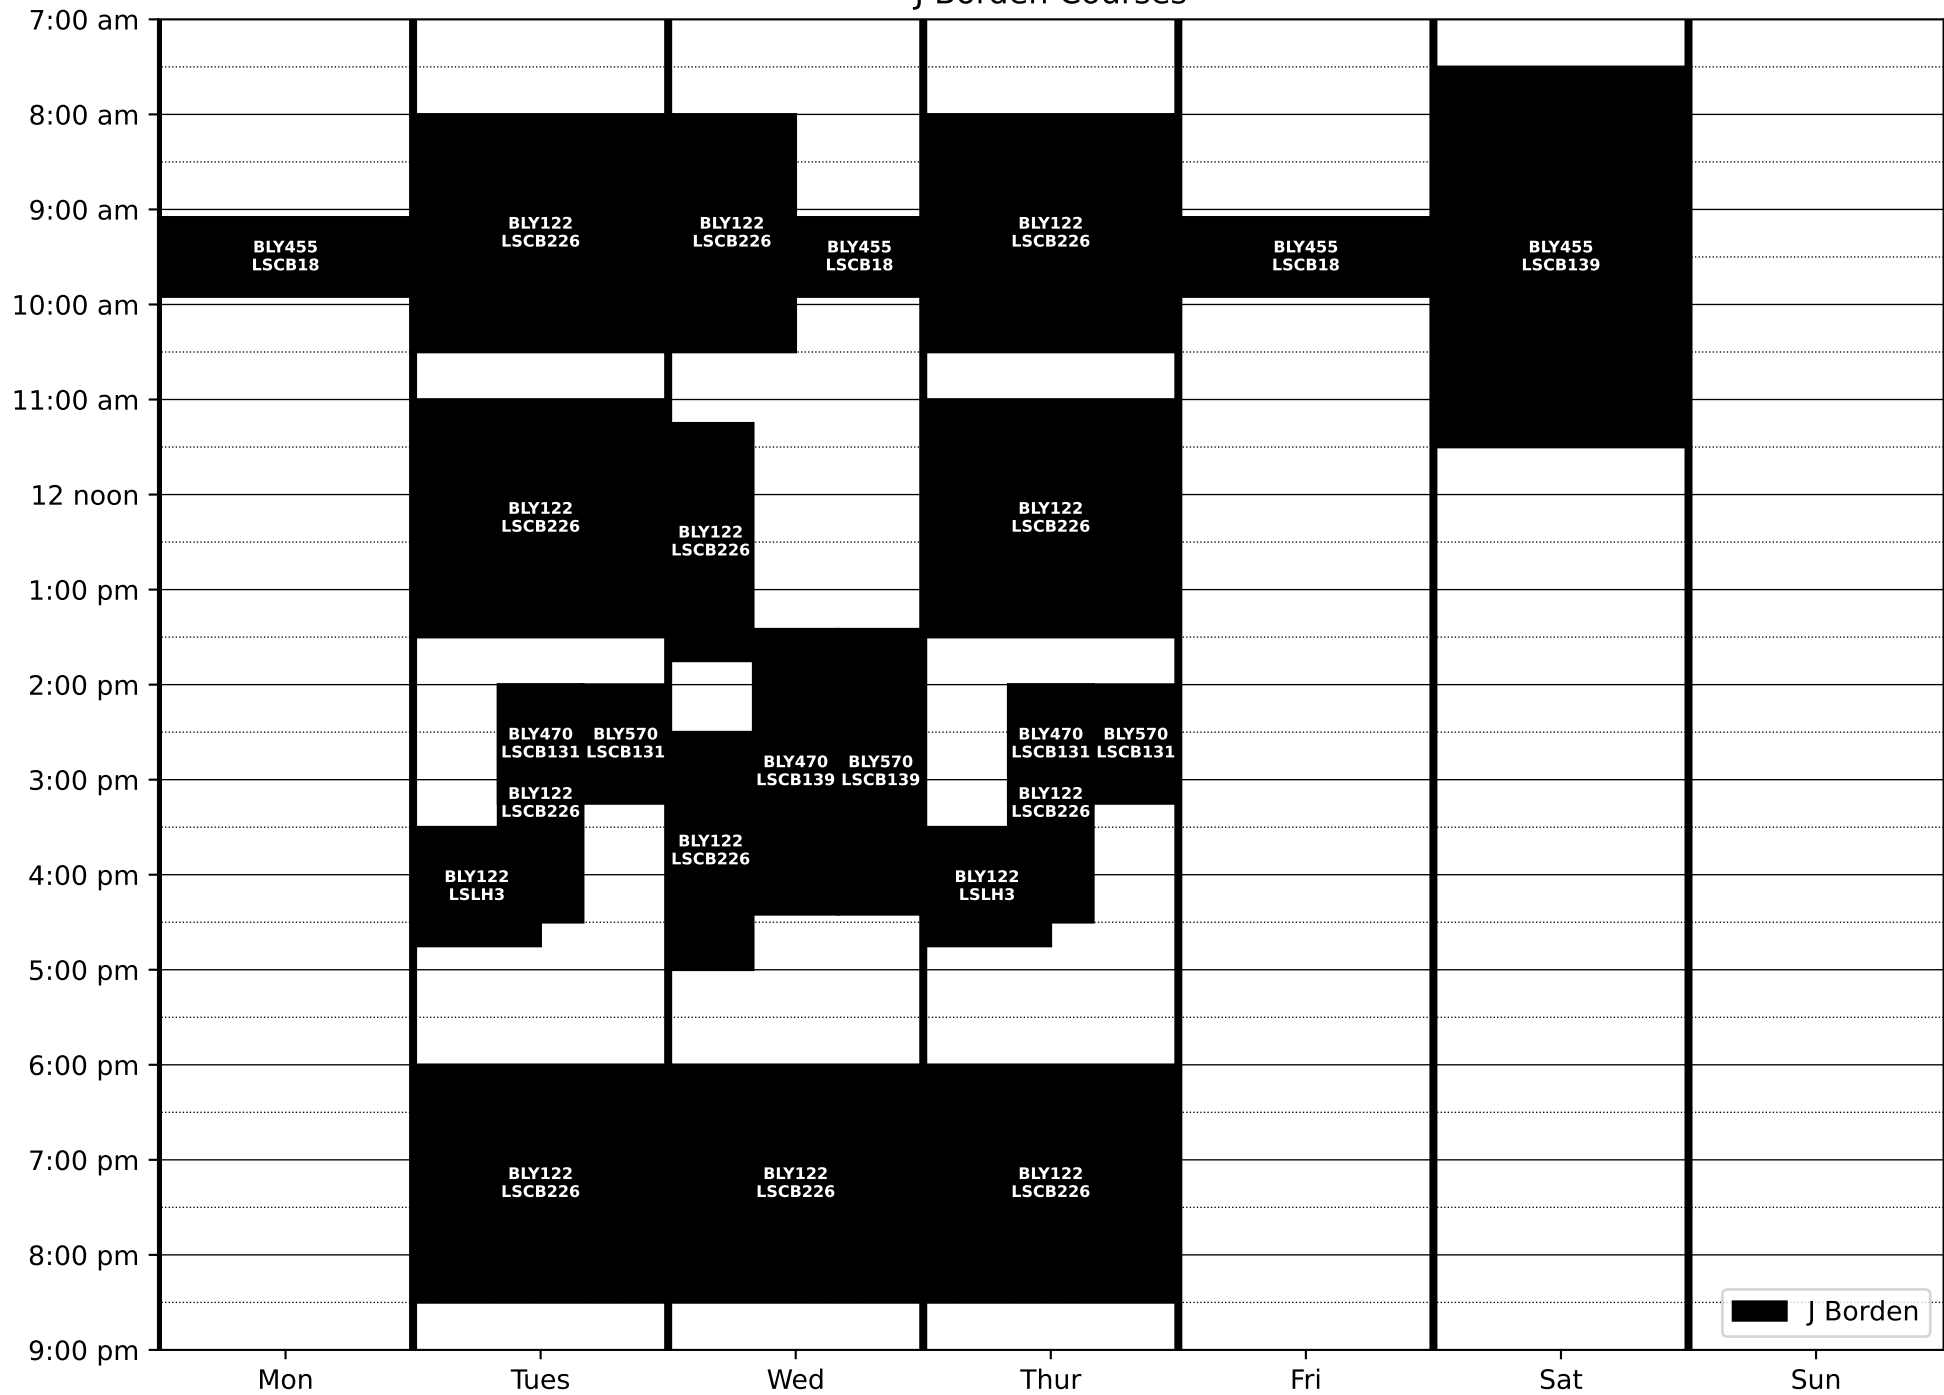 J Borden Courses
7:00 am
8:00 am
9:00 am
10:00 am
11:00 am
12 noon
1:00 pm
2:00 pm
3:00 pm
4:00 pm
5:00 pm
6:00 pm
7:00 pm
8:00 pm
9:00 pm
BLY455
LSCB18
BLY122
LSCB226
BLY122
LSCB226
BLY455
LSCB18
BLY122
LSCB226
BLY455
LSCB18
BLY455
LSCB139
BLY122
LSCB226
BLY122
LSCB226
BLY122
LSCB226
BLY470
LSCB131
BLY570
LSCB131
BLY122
LSCB226
BLY122
LSLH3
BLY470
LSCB139
BLY570
LSCB139
BLY122
LSCB226
BLY470
LSCB131
BLY570
LSCB131
BLY122
LSCB226
BLY122
LSLH3
BLY122
LSCB226
BLY122
LSCB226
BLY122
LSCB226
J Borden
Mon
Tues
Wed
Thur
Fri
Sat
Sun